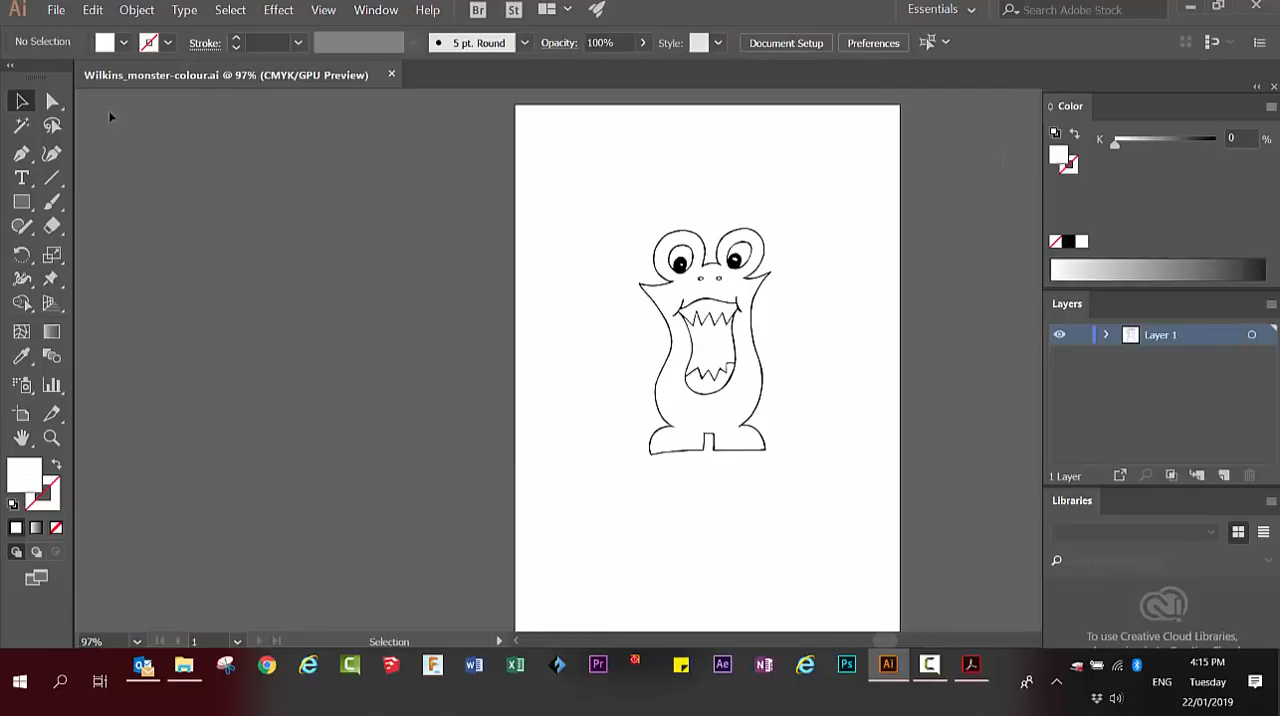 Ai File Edit Object Type Select Effect View Window Help Br St Essentials Search Adobe Stock
No Selection Stroke: 5 pt. Round Opacity: 100% Style: Document Setup Preferences
Wilkins_monster-colour.ai @ 97% (CMYK/GPU Preview)
Color
K 0 %
Layers
Layer 1
1 Layer
Libraries
To use Creative Cloud Libraries,
97% 1 Selection
4:15 PM
ENG Tuesday
22/01/2019